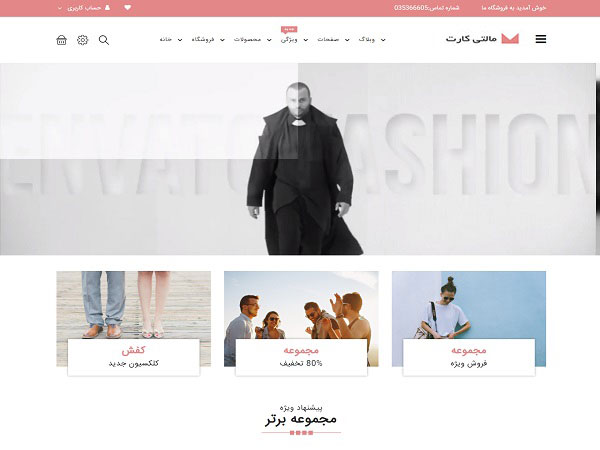 خوش آمدید به فروشگاه ما
شماره تماس:035366605
حساب کاربری
مالتی کارت
خانه
فروشگاه
محصولات
ویژگی
جدید
صفحات
وبلاگ
ENVATO FASHION
مجموعه
فروش ویژه
مجموعه
80% تخفیف
کفش
کلکسیون جدید
پیشنهاد ویژه
مجموعه برتر